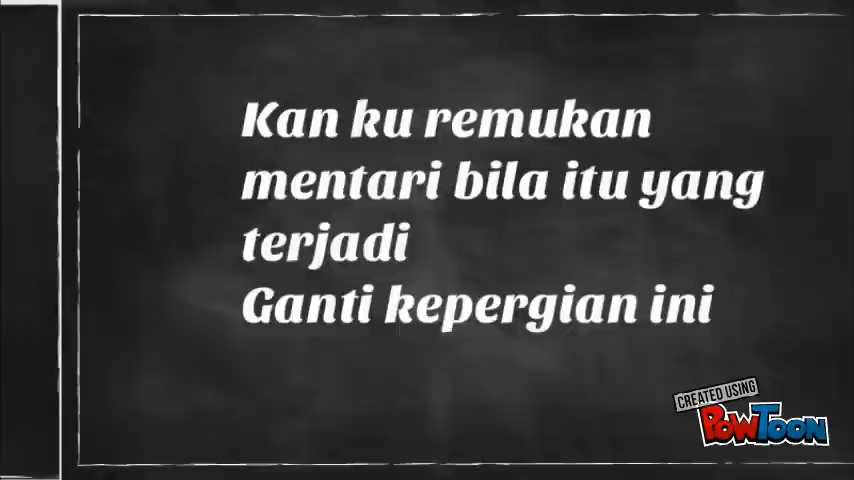 Kan ku remukan
mentari bila itu yang
terjadi
Ganti kepergian ini
CREATED USING
POWTOON